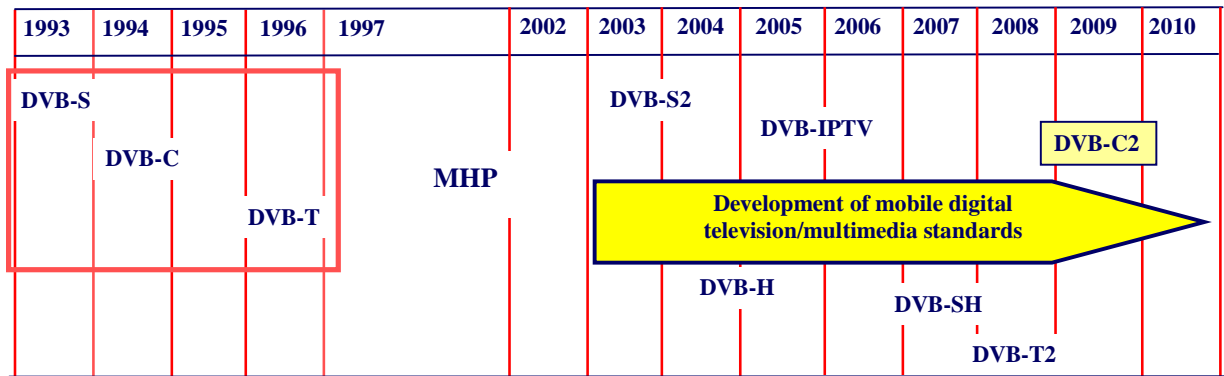 1993 1994 1995 1996 1997 2002 2003 2004 2005 2006 2007 2008 2009 2010
DVB-S DVB-S2
DVB-IPTV
DVB-C2
DVB-C
MHP
DVB-T
Development of mobile digital
television/multimedia standards
DVB-H
DVB-SH
DVB-T2